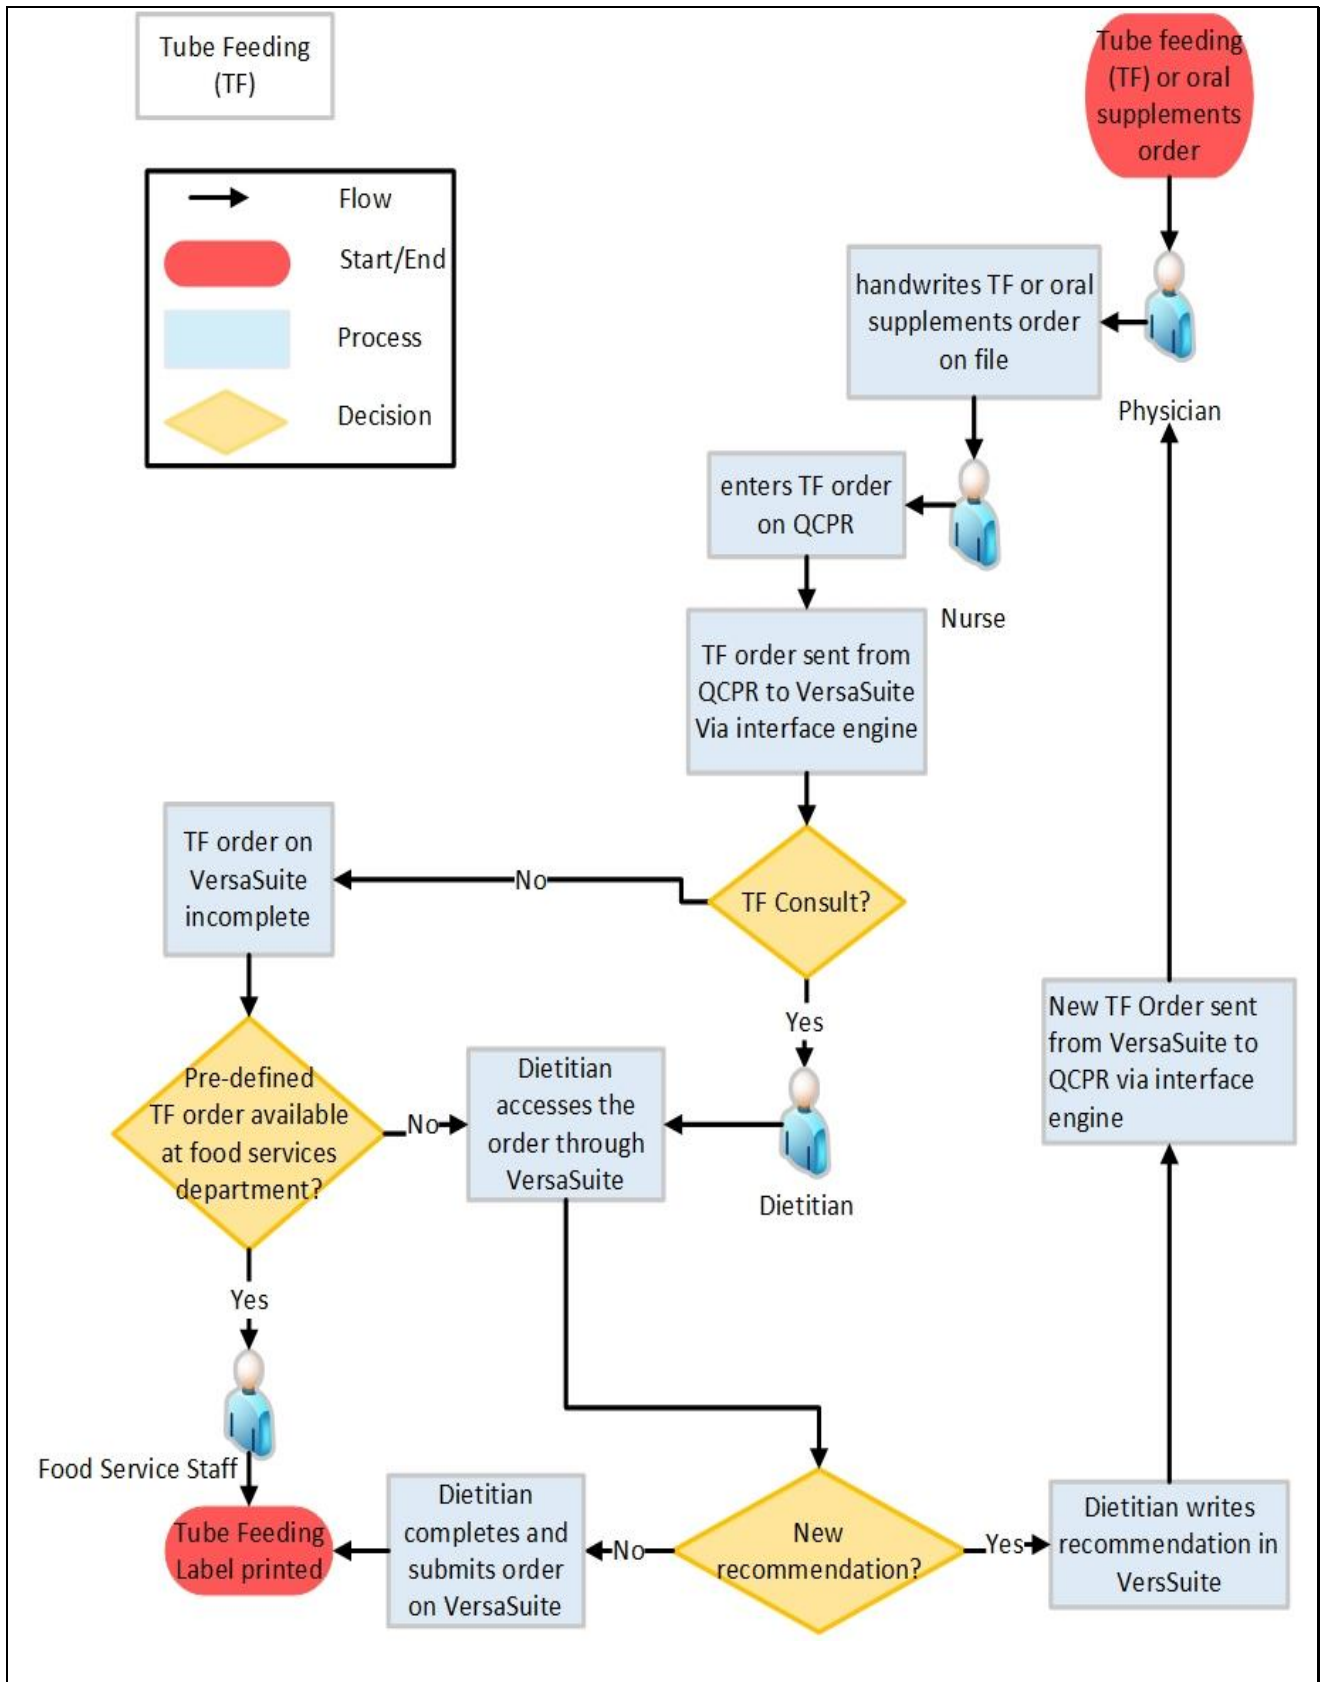 Tube Feeding
(TF)
Flow
Start/End
Process
Decision
Tube feeding
(TF) or oral
supplements
order
handwrites TF or oral
supplements order
on file
Physician
enters TF order
on QCPR
Nurse
TF order sent from
QCPR to VersaSuite
Via interface engine
TF Consult?
No
TF order on
VersaSuite
incomplete
Yes
Pre-defined
TF order available
at food services
department?
No
Dietitian
accesses the
order through
VersaSuite
Dietitian
New TF Order sent
from VersaSuite to
QCPR via interface
engine
Yes
Food Service Staff
Tube Feeding
Label printed
Dietitian
completes and
submits order
on VersaSuite
No
New
recommendation?
Yes
Dietitian writes
recommendation in
VersSuite